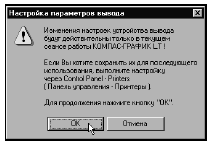 Настройка параметров вывода
Изменения настроек устройства вывода
будут действительны только в текущем
сеансе работы КОМПАС-ГРАФИК LT !
Если Вы хотите сохранить их для последующего
использования, выполните настройку
через Control Panel - Printers
( Панель управления - Принтеры ).
Для продолжения нажмите кнопку "OK".
OK
Отмена